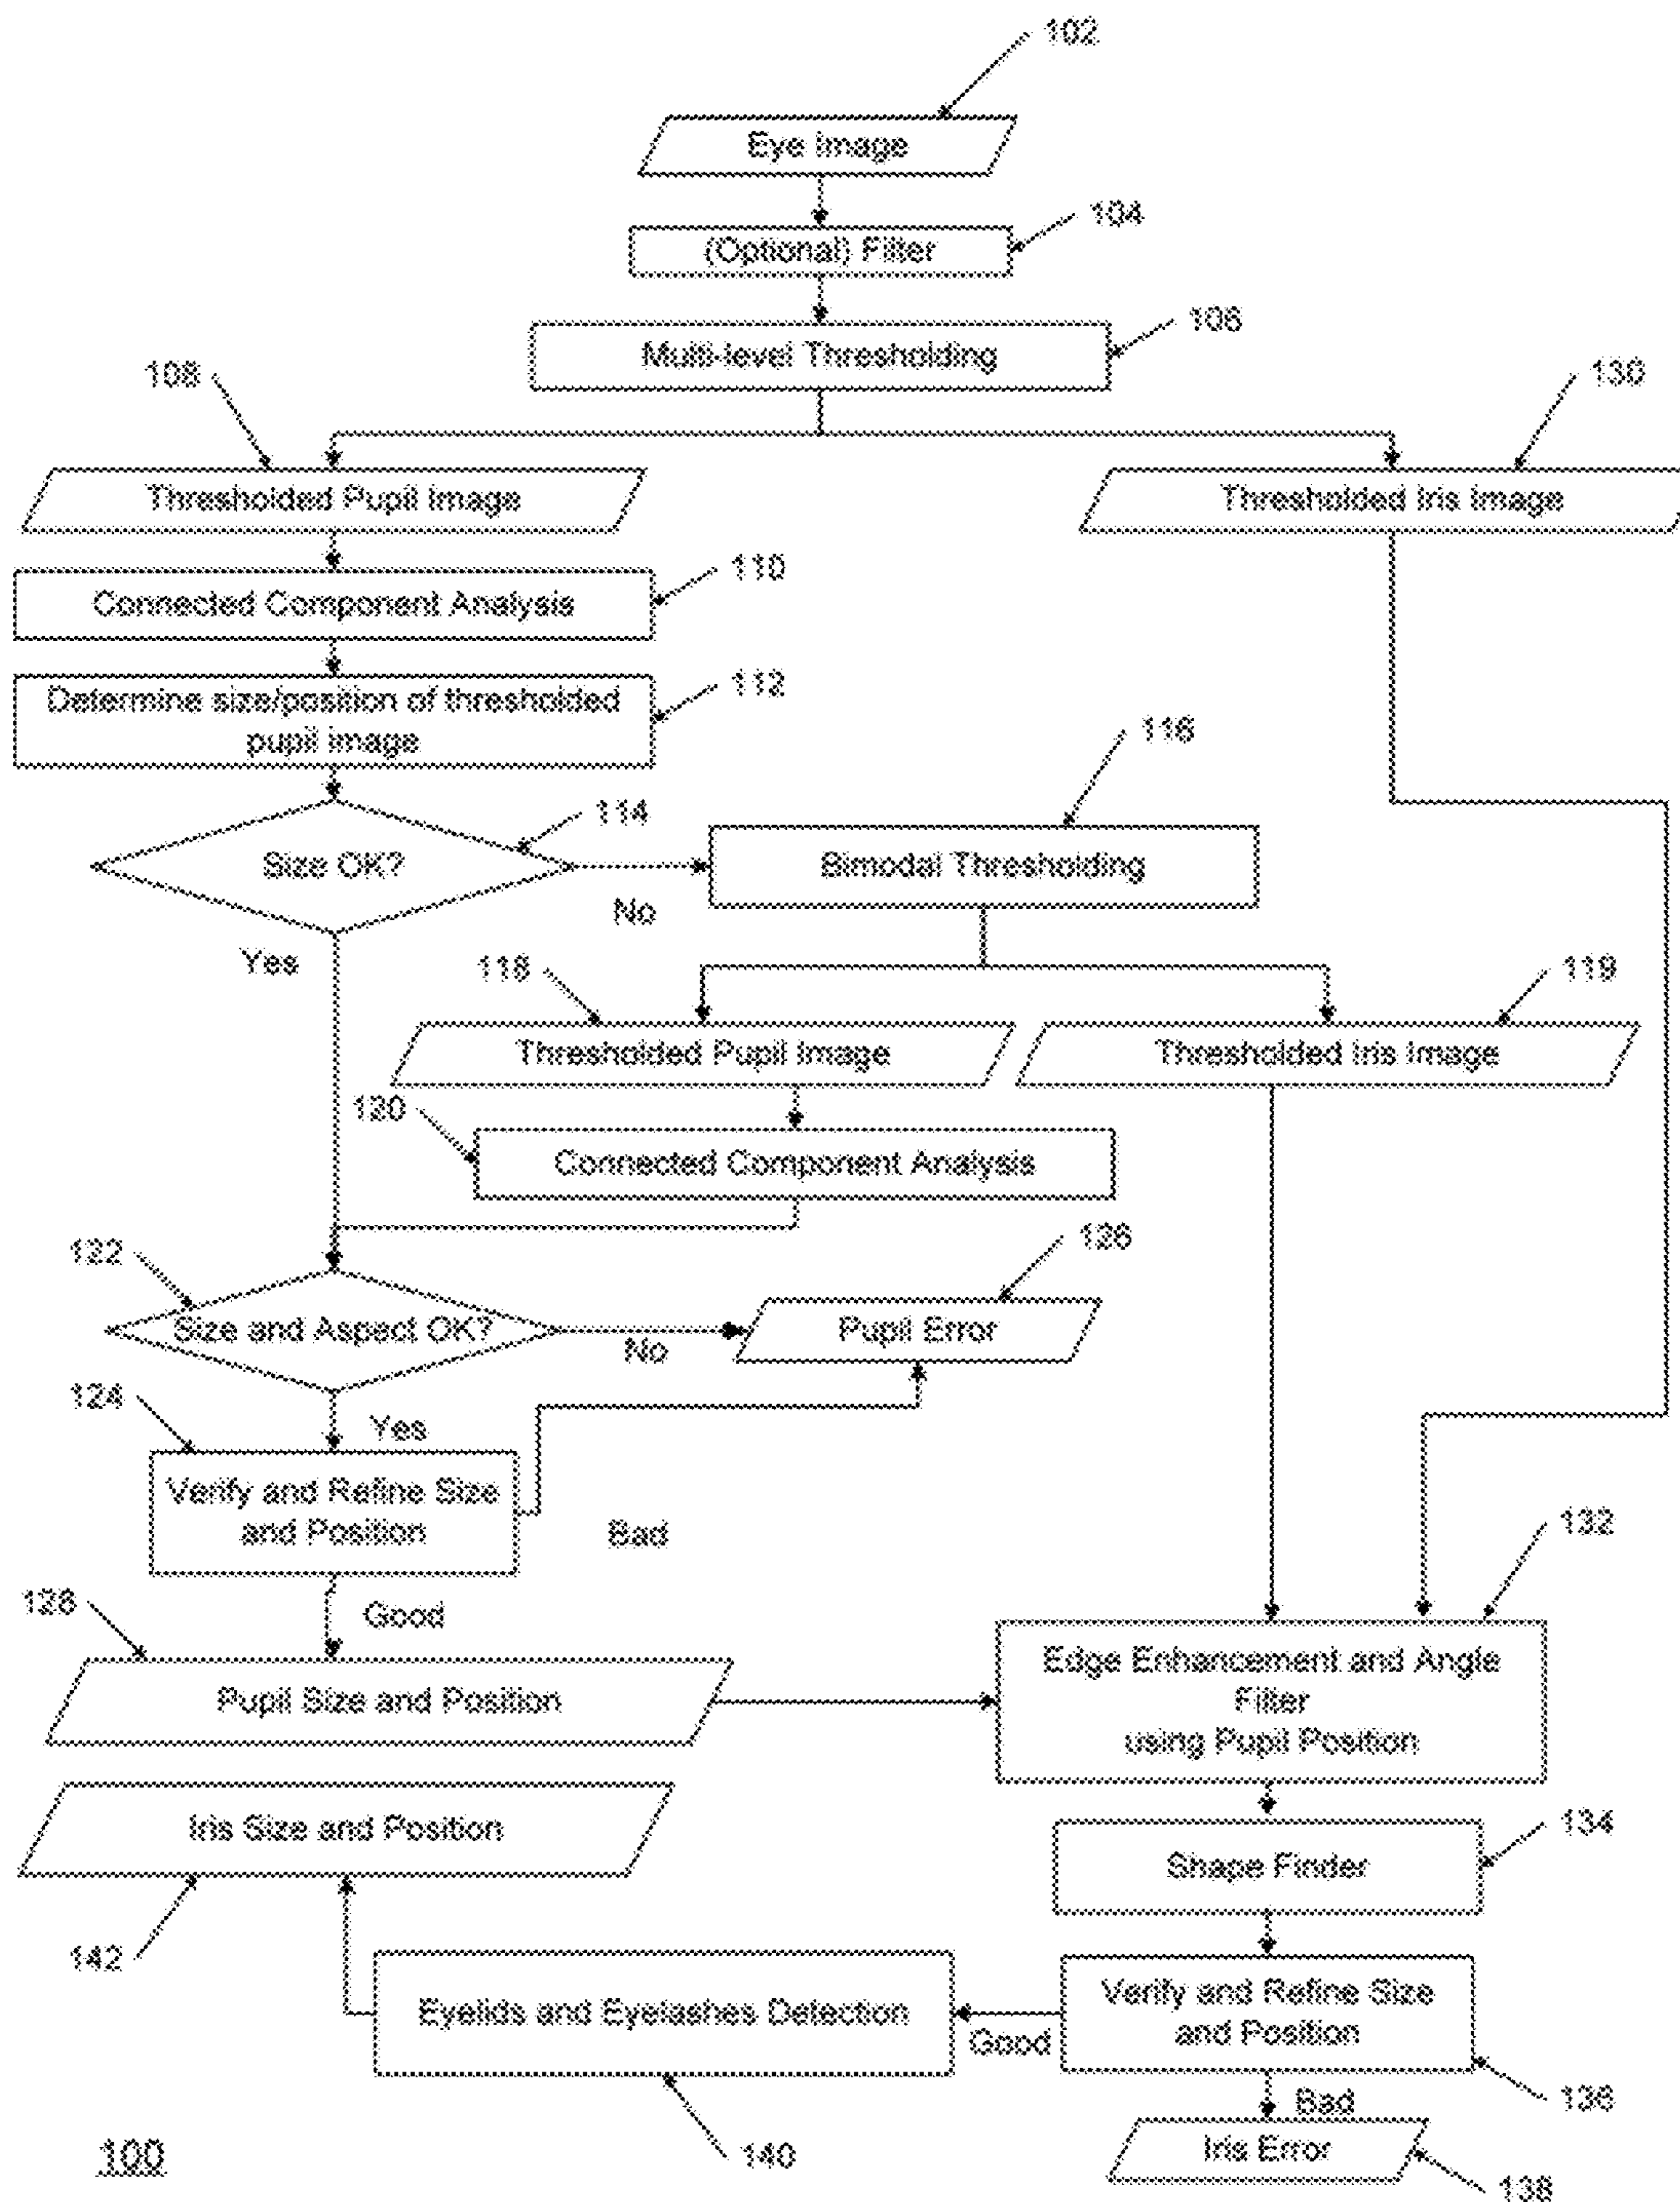 102
Eye Image
104
(Optional) Filter
106
Multi-level Thresholding
108
130
Thresholded Pupil Image
Thresholded Iris Image
110
Connected Component Analysis
112
Determine size/position of thresholded
pupil image
116
114
Size OK?
Bimodal Thresholding
No
Yes
118
119
Thresholded Pupil Image
Thresholded Iris Image
120
Connected Component Analysis
122
126
Size and Aspect OK?
Pupil Error
No
124
Yes
Verify and Refine Size
and Position
Bad
132
128
Good
Edge Enhancement and Angle
Filter
using Pupil Position
Pupil Size and Position
Iris Size and Position
134
Shape Finder
142
Eyelids and Eyelashes Detection
Verify and Refine Size
and Position
Good
136
Bad
Iris Error
140
138
100